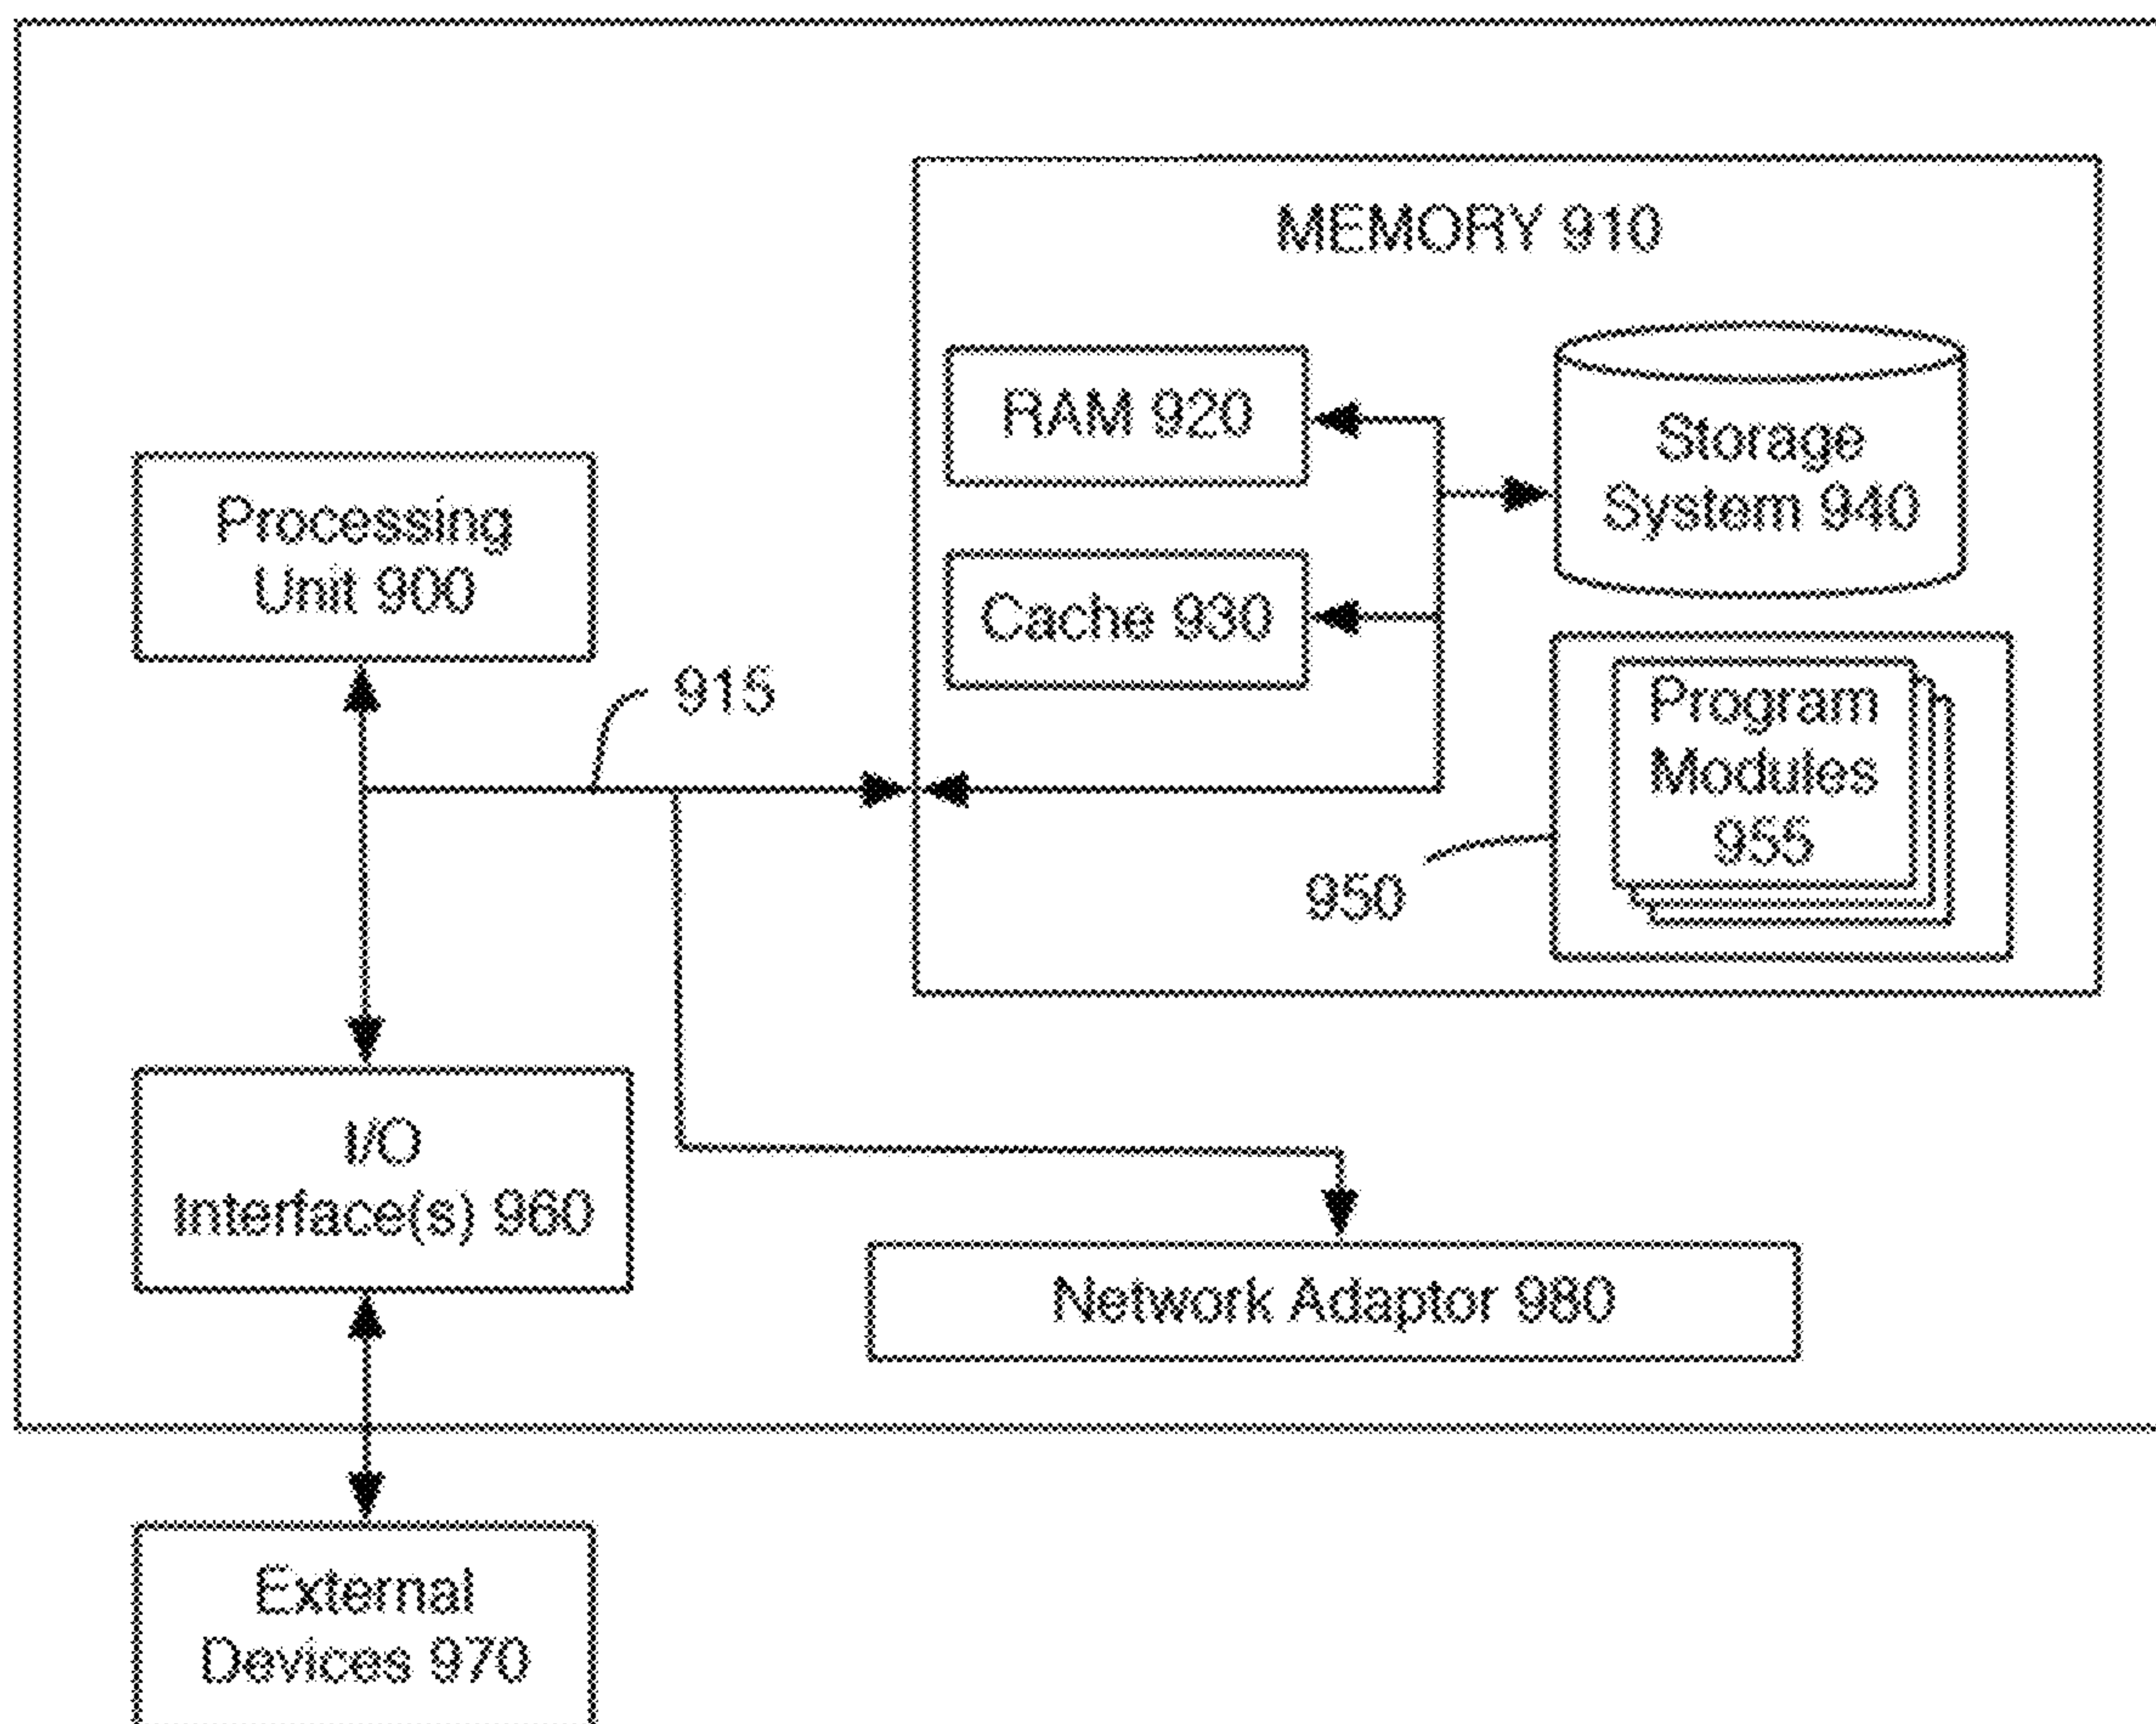 MEMORY 910
RAM 920
Storage
System 940
Processing
Unit 900
Cache 930
915
Program
Modules
955
950
I/O
Interface(s) 960
Network Adaptor 980
External
Devices 970